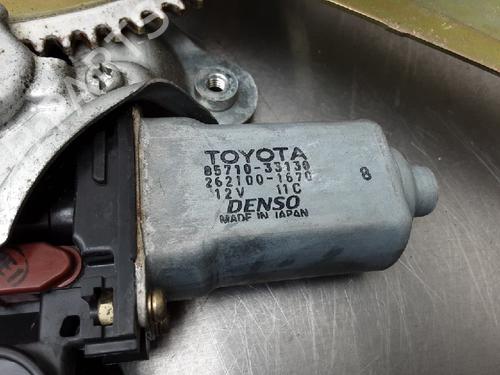 TOYOTA
85710-33130
262100-1670
12V 11C
8
DENSO
MADE IN JAPAN